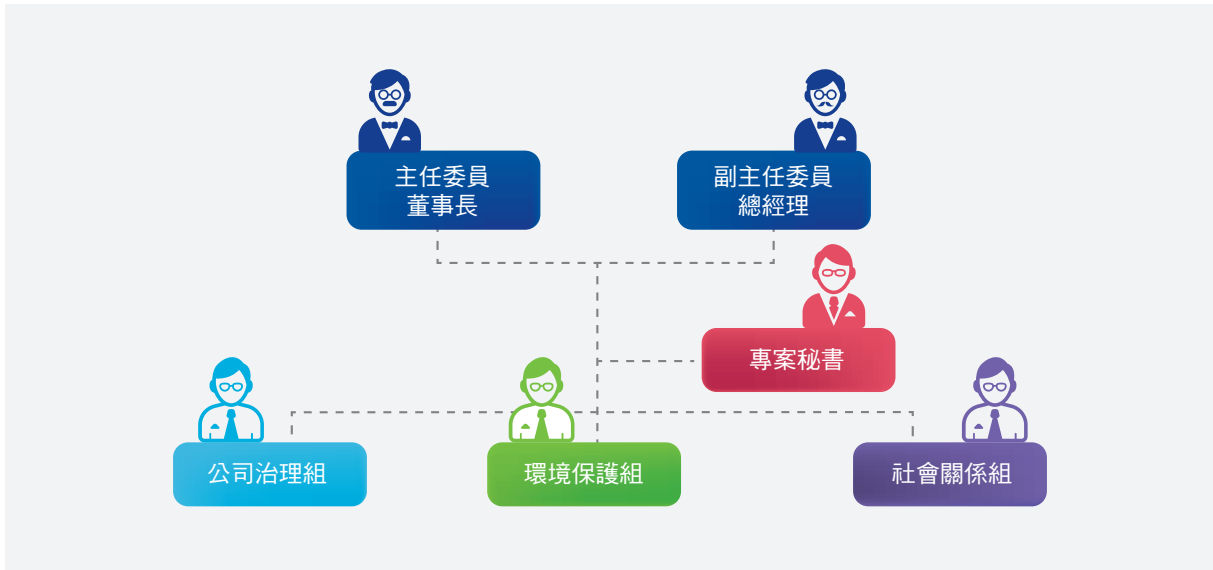 主任委員
董事長
副主任委員
總經理
專案秘書
公司治理組
環境保護組
社會關係組